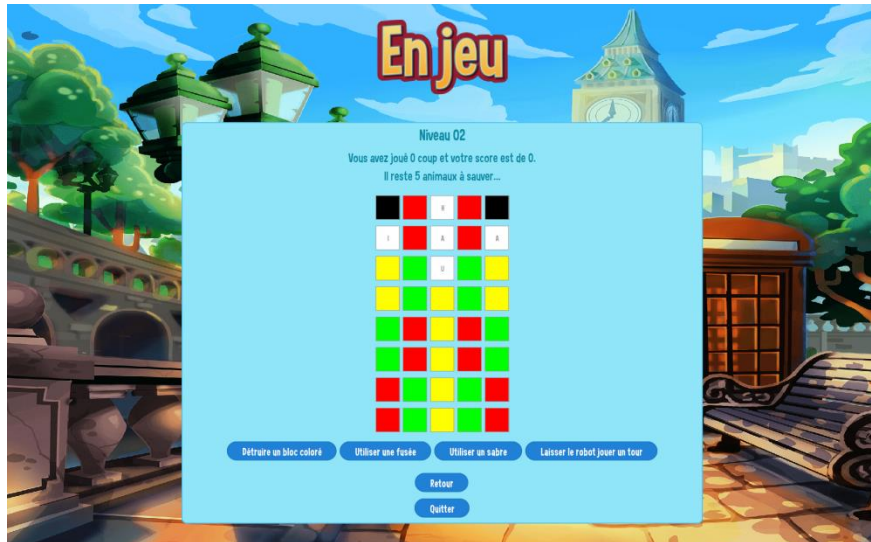 En jeu
Niveau 02
Vous avez joué 0 coup et votre score est de 0.
Il reste 5 animaux à sauver...
I A
U
Détruire un bloc coloré Utiliser une fusée Utiliser un sabre Laisser le robot jouer un tour
Retour
Quitter